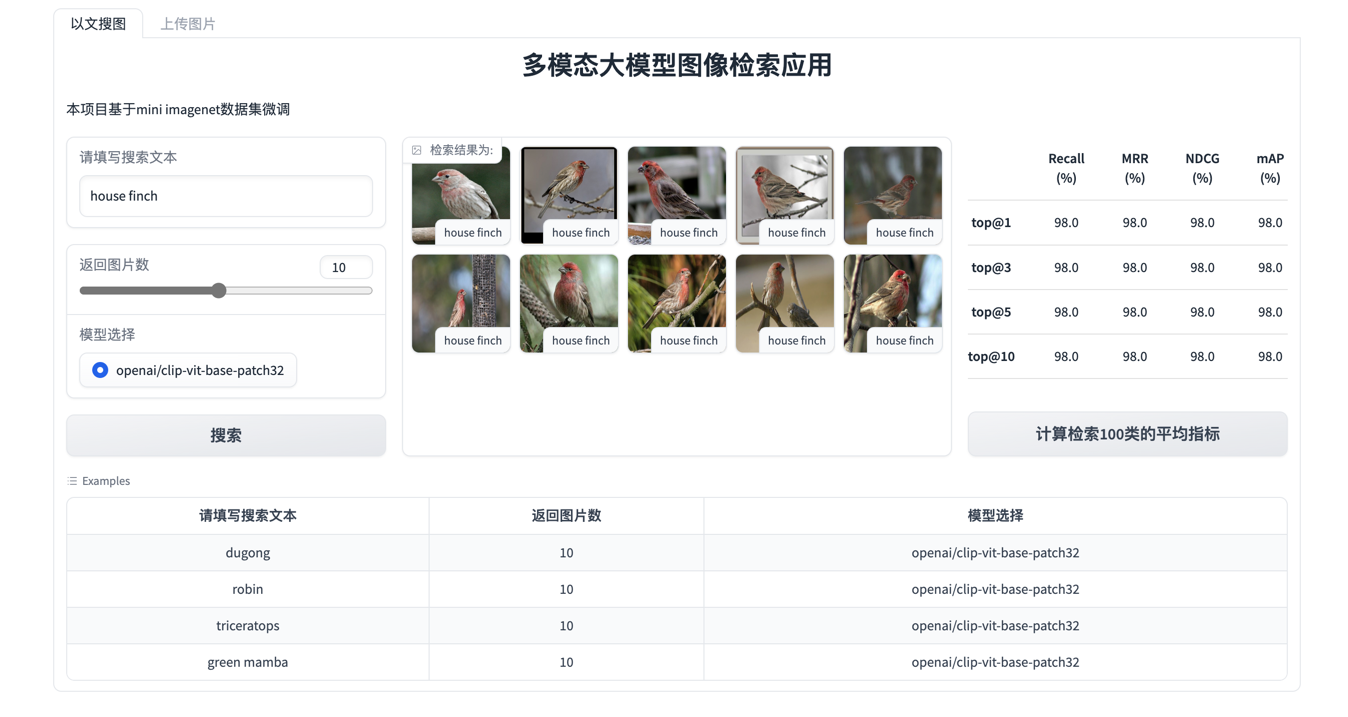 以文搜图 上传图片
多模态大模型图像检索应用
本项目基于mini imagenet数据集微调
请填写搜索文本
house finch
返回图片数 10
模型选择
openai/clip-vit-base-patch32
搜索
检索结果为:
house finch house finch house finch house finch house finch
house finch house finch house finch house finch house finch
Recall (%) MRR (%) NDCG (%) mAP (%)
top@1 98.0 98.0 98.0 98.0
top@3 98.0 98.0 98.0 98.0
top@5 98.0 98.0 98.0 98.0
top@10 98.0 98.0 98.0 98.0
计算检索100类的平均指标
Examples
请填写搜索文本 返回图片数 模型选择
dugong 10 openai/clip-vit-base-patch32
robin 10 openai/clip-vit-base-patch32
triceratops 10 openai/clip-vit-base-patch32
green mamba 10 openai/clip-vit-base-patch32